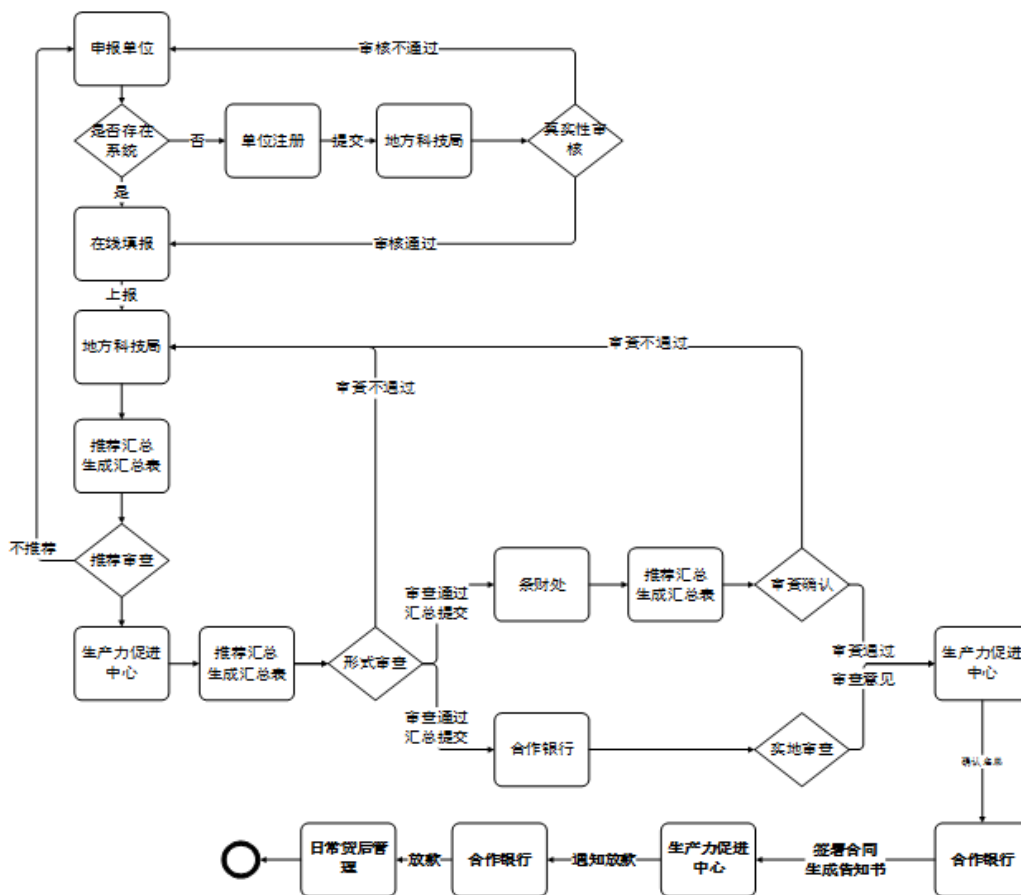 申报单位
审核不通过
是否存在
系统
否
单位注册
提交
地方科技局
真实性审
核
是
在线填报
审核通过
上报
地方科技局
审资不通过
审资不通过
推荐汇总
生成汇总表
不推荐
推荐审查
审查通过
汇总提交
条财处
推荐汇总
生成汇总表
审资确认
生产力促进
中心
推荐汇总
生成汇总表
形式审查
审资通过
审查意见
生产力促进
中心
审查通过
汇总提交
合作银行
实地审查
日常贷后管
理
放款
合作银行
通知放款
生产力促进
中心
签署合同
生成告知书
合作银行